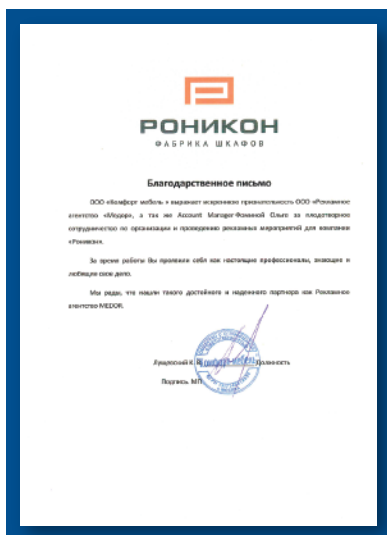 РОНИКОН
ФАБРИКА ШКАФОВ
Благодарственное письмо
ООО «Комфорт мебель » выражает искреннюю признательность ООО «Рекламное
агентство «Медор», а так же Account Manager-Фоминой Ольге за плодотворное
сотрудничество по организации и проведению рекламных мероприятий для компании
«Роникон».
За время работы Вы проявили себя как настоящие профессионалы, знающие и
любящие свое дело.
Мы рады, что нашли такого достойного и надежного партнера как Рекламное
агентство MEDOR.
Должность
Подпись. МП